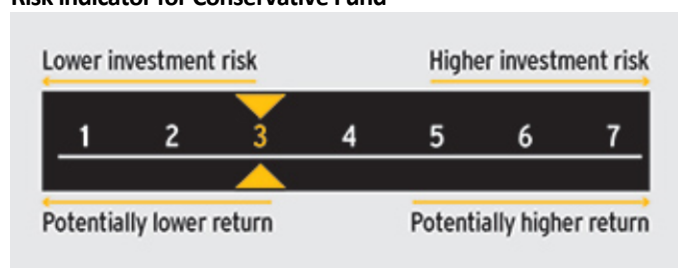 Risk indicator for Conservative Fund
Lower investment risk Higher investment risk
1 2 3 4 5 6 7
Potentially lower return Potentially higher return